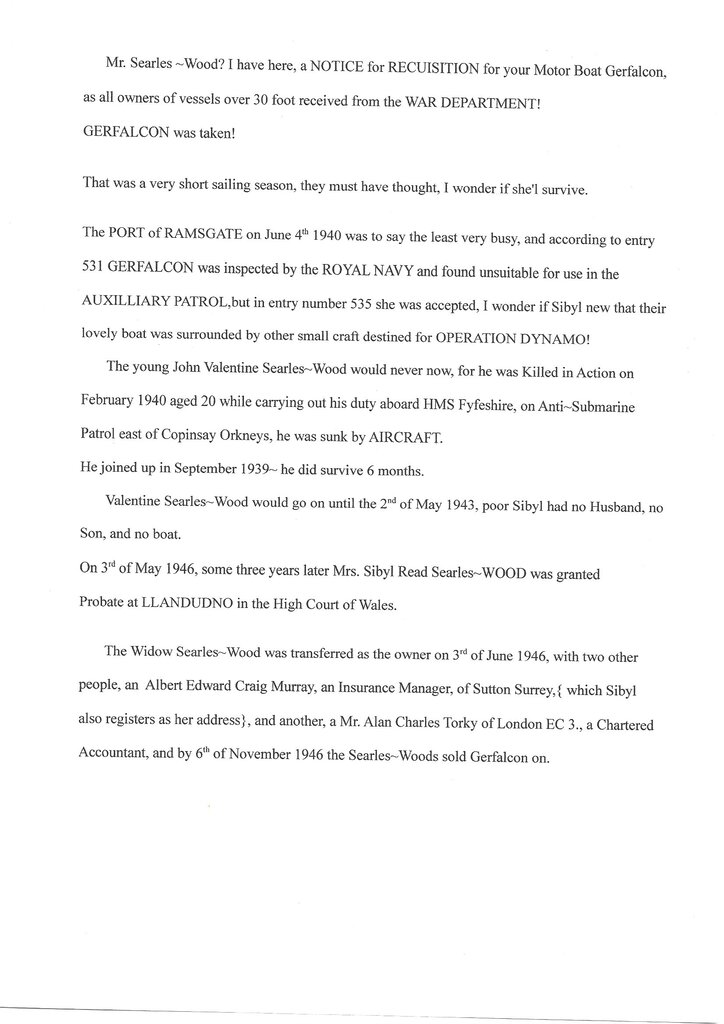 Mr. Searles ~Wood? I have here, a NOTICE for RECUISITION for your Motor Boat Gerfalcon,
as all owners of vessels over 30 foot received from the WAR DEPARTMENT!
GERFALCON was taken!
That was a very short sailing season, they must have thought, I wonder if she'l survive.
The PORT of RAMSGATE on June 4th 1940 was to say the least very busy, and according to entry
531 GERFALCON was inspected by the ROYAL NAVY and found unsuitable for use in the
AUXILLIARY PATROL,but in entry number 535 she was accepted, I wonder if Sibyl new that their
lovely boat was surrounded by other small craft destined for OPERATION DYNAMO!
The young John Valentine Searles~Wood would never now, for he was Killed in Action on
February 1940 aged 20 while carrying out his duty aboard HMS Fyfeshire, on Anti~Submarine
Patrol east of Copinsay Orkneys, he was sunk by AIRCRAFT.
He joined up in September 1939~ he did survive 6 months.
Valentine Searles~Wood would go on until the 2nd of May 1943, poor Sibyl had no Husband, no
Son, and no boat.
On 3rd of May 1946, some three years later Mrs. Sibyl Read Searles~WOOD was granted
Probate at LLANDUDNO in the High Court of Wales.
The Widow Searles~Wood was transferred as the owner on 3rd of June 1946, with two other
people, an Albert Edward Craig Murray, an Insurance Manager, of Sutton Surrey,{ which Sibyl
also registers as her address}, and another, a Mr. Alan Charles Torky of London EC 3., a Chartered
Accountant, and by 6th of November 1946 the Searles~Woods sold Gerfalcon on.